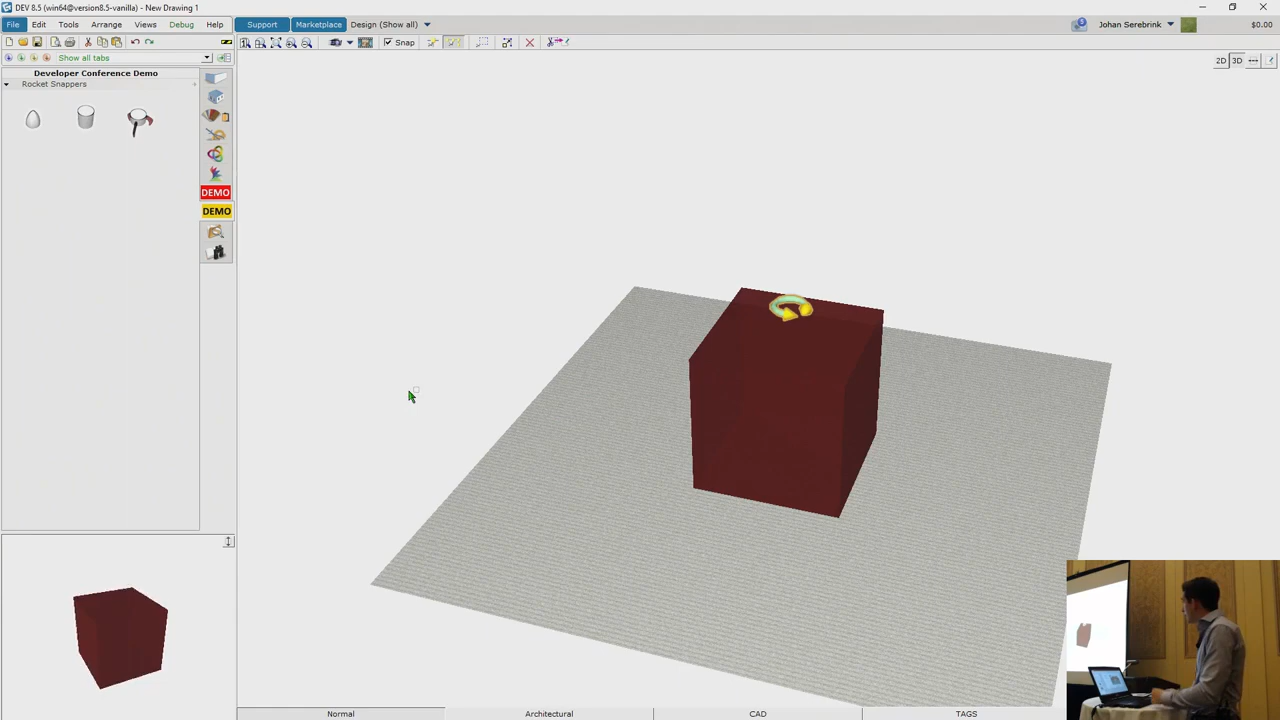 DEV 8.5 (win64@version8.5-vanilla) - New Drawing 1
File Edit Tools Arrange Views Debug Help Support Marketplace Design (Show all) Johan Serebrink $0.00
Snap
Show all tabs
2D 3D
Developer Conference Demo
Rocket Snappers
DEMO
DEMO
Normal Architectural CAD TAGS